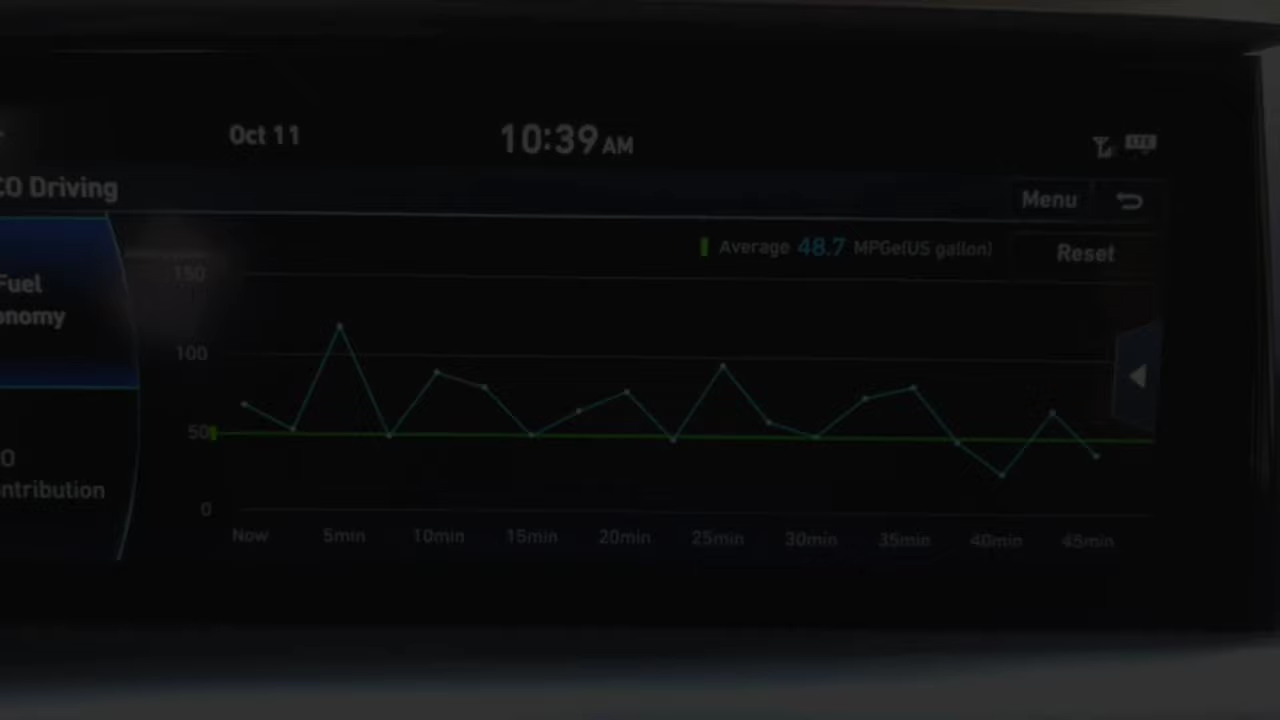 Oct 11 10:39 AM LTE
CO Driving Menu
Average 48.7 MPGe(US gallon) Reset
150
Fuel
onomy
100
50
O
ntribution
0
Now 5min 10min 15min 20min 25min 30min 35min 40min 45min